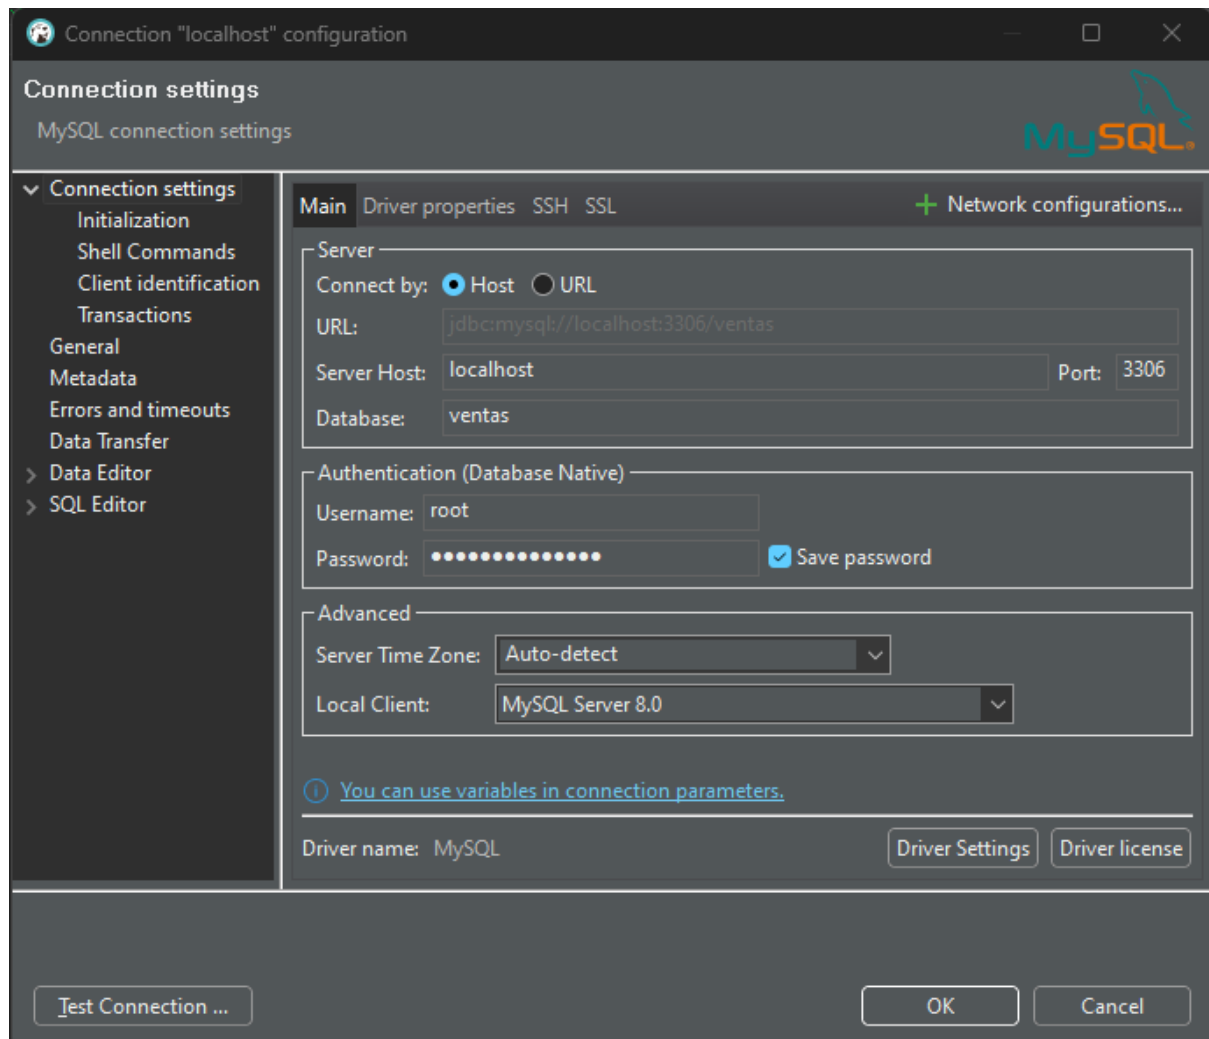 Connection "localhost" configuration
Connection settings
MySQL connection settings
MySQL®
Connection settings
Initialization
Shell Commands
Client identification
Transactions
General
Metadata
Errors and timeouts
Data Transfer
Data Editor
SQL Editor
Main Driver properties SSH SSL Network configurations...
Server
Connect by: Host URL
URL: jdbc:mysql://localhost:3306/ventas
Server Host: localhost Port: 3306
Database: ventas
Authentication (Database Native)
Username: root
Password: •••••••••••••• Save password
Advanced
Server Time Zone: Auto-detect
Local Client: MySQL Server 8.0
You can use variables in connection parameters.
Driver name: MySQL Driver Settings Driver license
Test Connection ... OK Cancel